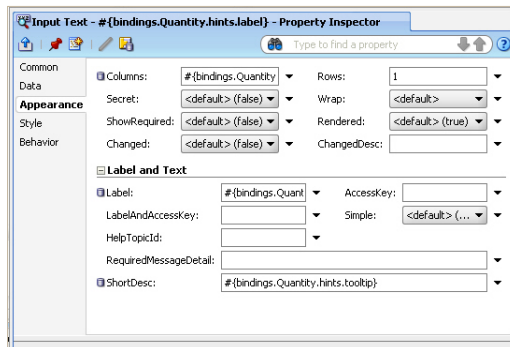 Input Text - #{bindings.Quantity.hints.label} - Property Inspector
Type to find a property
Common
Data
Appearance
Style
Behavior
Columns: #{bindings.Quantity Rows: 1
Secret: <default> (false) Wrap: <default>
ShowRequired: <default> (false) Rendered: <default> (true)
Changed: <default> (false) ChangedDesc:
Label and Text
Label: #{bindings.Quant AccessKey:
LabelAndAccessKey: Simple: <default> (...
HelpTopicId:
RequiredMessageDetail:
ShortDesc: #{bindings.Quantity.hints.tooltip}